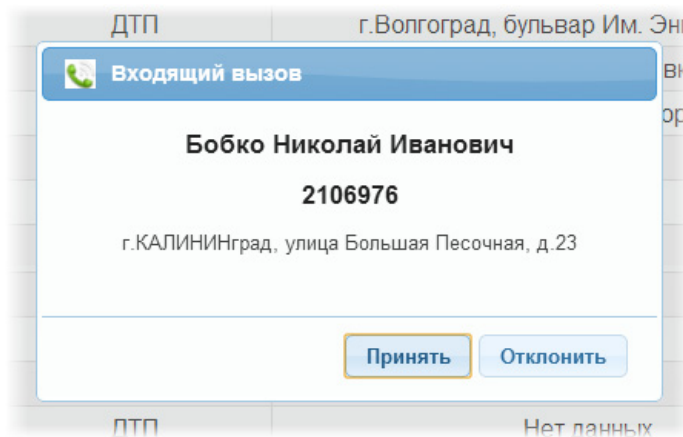 ДТП г.Волгоград, бульвар Им.
Входящий вызов
Бобко Николай Иванович
2106976
г.КАЛИНИНград, улица Большая Песочная, д.23
Принять Отклонить
ДТП Нет данных